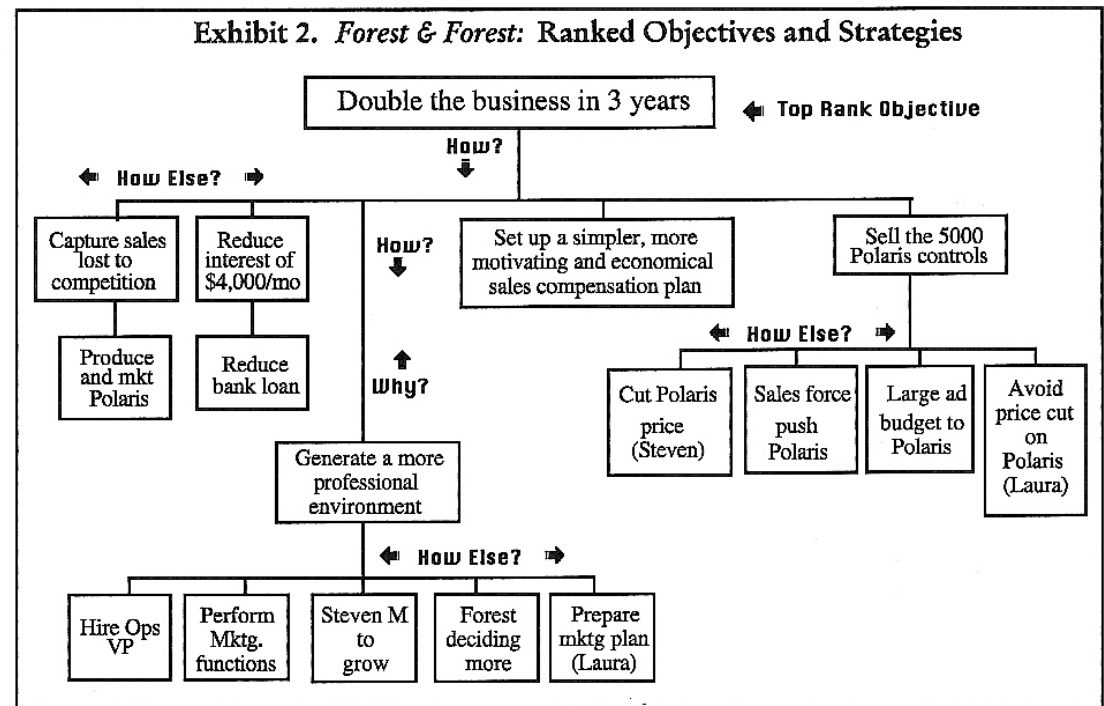 Exhibit 2. Forest & Forest: Ranked Objectives and Strategies
Double the business in 3 years
Top Rank Objective
How?
How Else?
Capture sales
lost to
competition
Reduce
interest of
$4,000/mo
How?
Set up a simpler, more
motivating and economical
sales compensation plan
Sell the 5000
Polaris controls
Produce
and mkt
Polaris
Reduce
bank loan
Why?
How Else?
Cut Polaris
price
(Steven)
Sales force
push
Polaris
Large ad
budget to
Polaris
Avoid
price cut
on
Polaris
(Laura)
Generate a more
professional
environment
How Else?
Hire Ops
VP
Perform
Mktg.
functions
Steven M
to
grow
Forest
deciding
more
Prepare
mktg plan
(Laura)